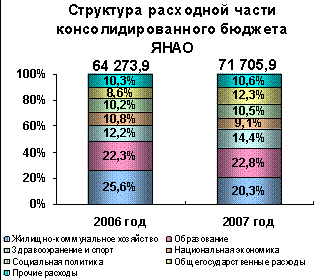 Структура расходной части
консолидированного бюджета
ЯНАО
64 273,9 71 705,9
100% 10,3% 10,6%
80% 8,6% 12,3%
10,2% 10,5%
60% 10,8% 9,1%
40% 12,2% 14,4%
20% 22,3% 22,8%
0% 25,6% 20,3%
2006 год 2007 год
Жилищно-коммунальное хозяйство Образование
Здравоохранение и спорт Национальная экономика
Социальная политика Общегосударственные расходы
Прочие расходы